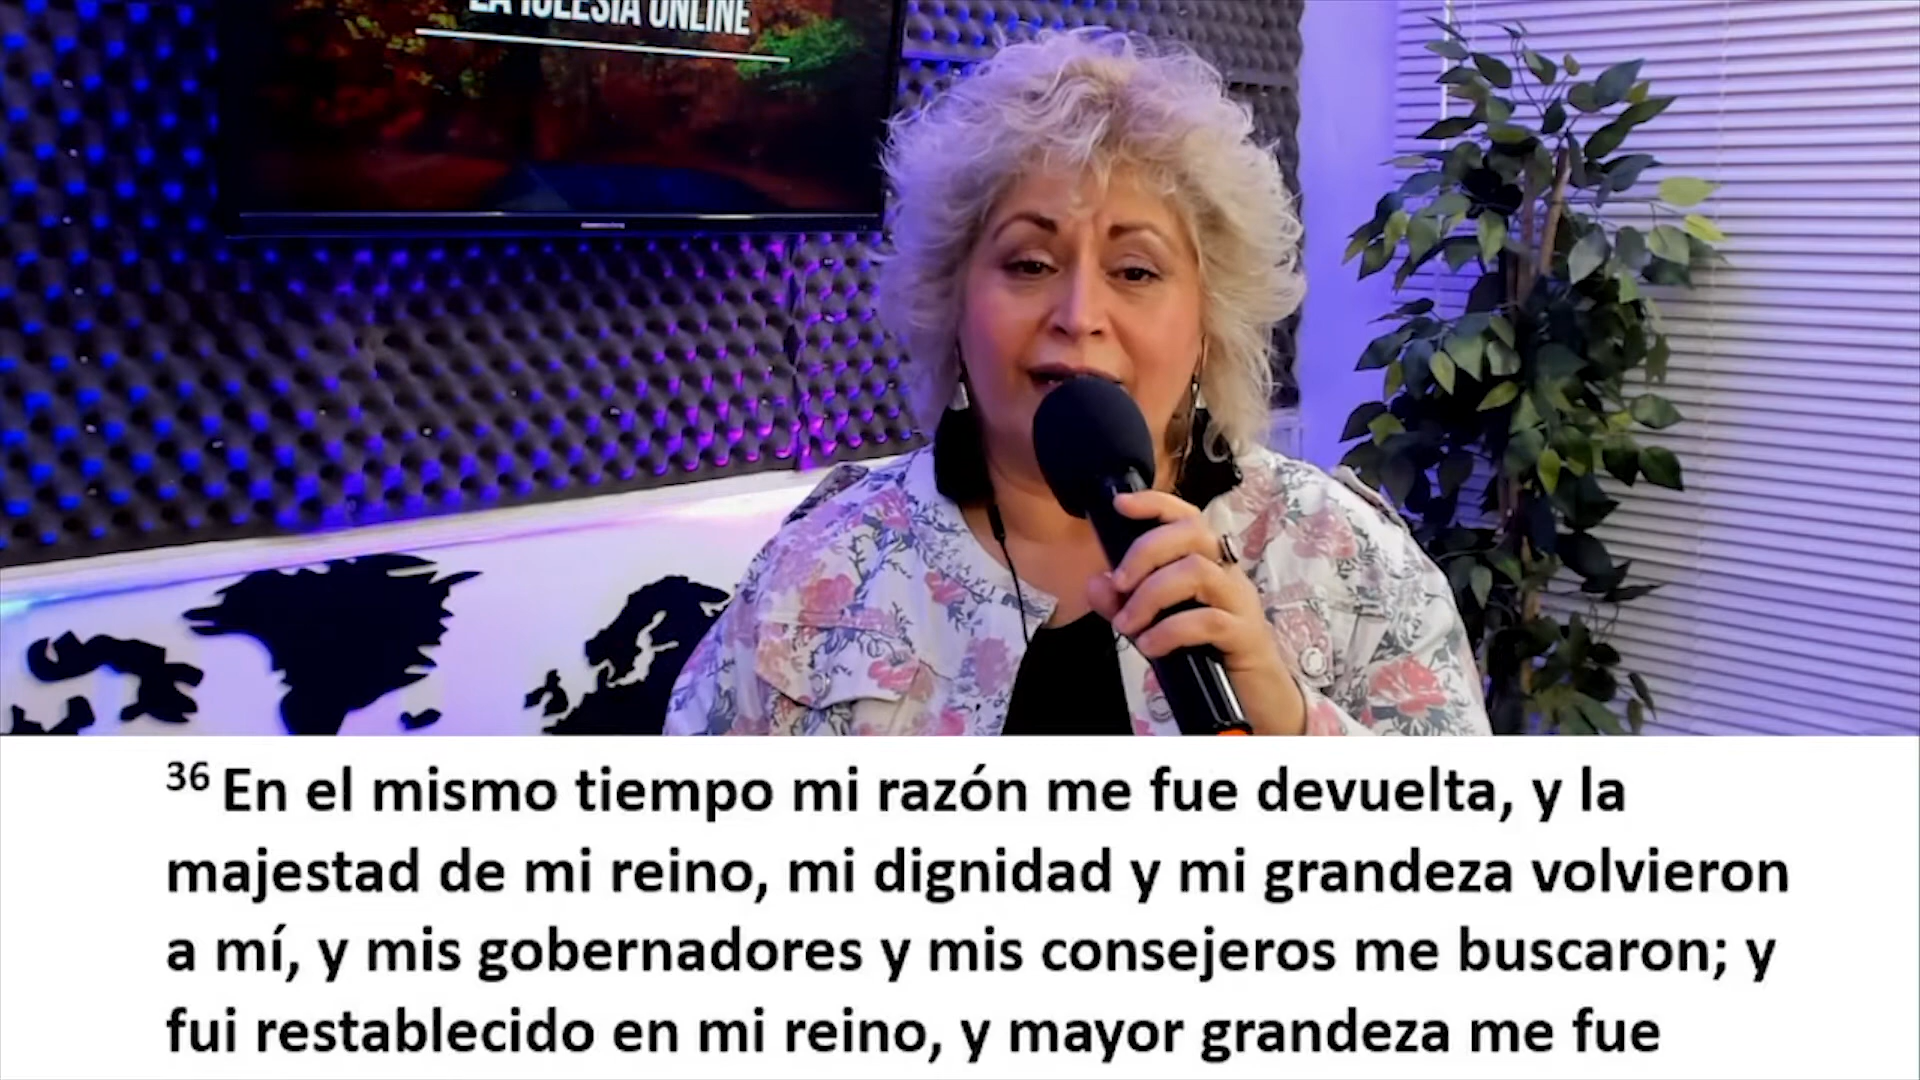 LA IGLESIA ONLINE
36 En el mismo tiempo mi razón me fue devuelta, y la
majestad de mi reino, mi dignidad y mi grandeza volvieron
a mí, y mis gobernadores y mis consejeros me buscaron; y
fui restablecido en mi reino, y mayor grandeza me fue